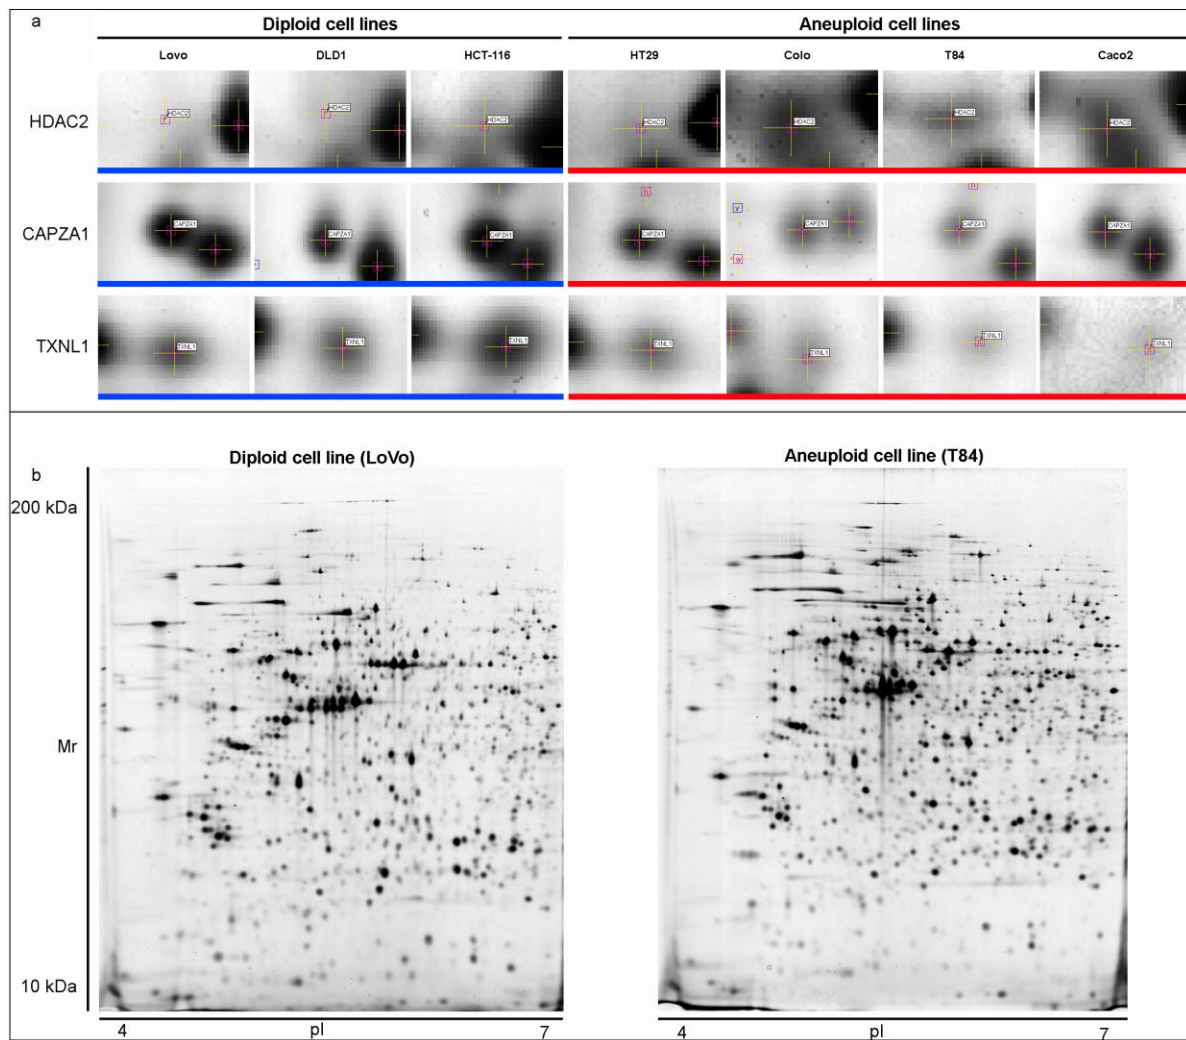 a
Diploid cell lines Aneuploid cell lines
Lovo DLD1 HCT-116 HT29 Colo T84 Caco2
HDAC2 HDAC2 HDAC2 HDAC2 HDAC2 HDAC2 HDAC2 HDAC2
CAPZA1 CAPZA1 CAPZA1 CAPZA1 h CAPZA1 v w CAPZA1 CAPZA1 CAPZA1
TXNL1 TXNL1 TXNL1 TXNL1 TXNL1 TXNL1 TXNL1 TXNL1
b
Diploid cell line (LoVo) Aneuploid cell line (T84)
200 kDa
Mr
10 kDa
4 pI 7 4 pI 7